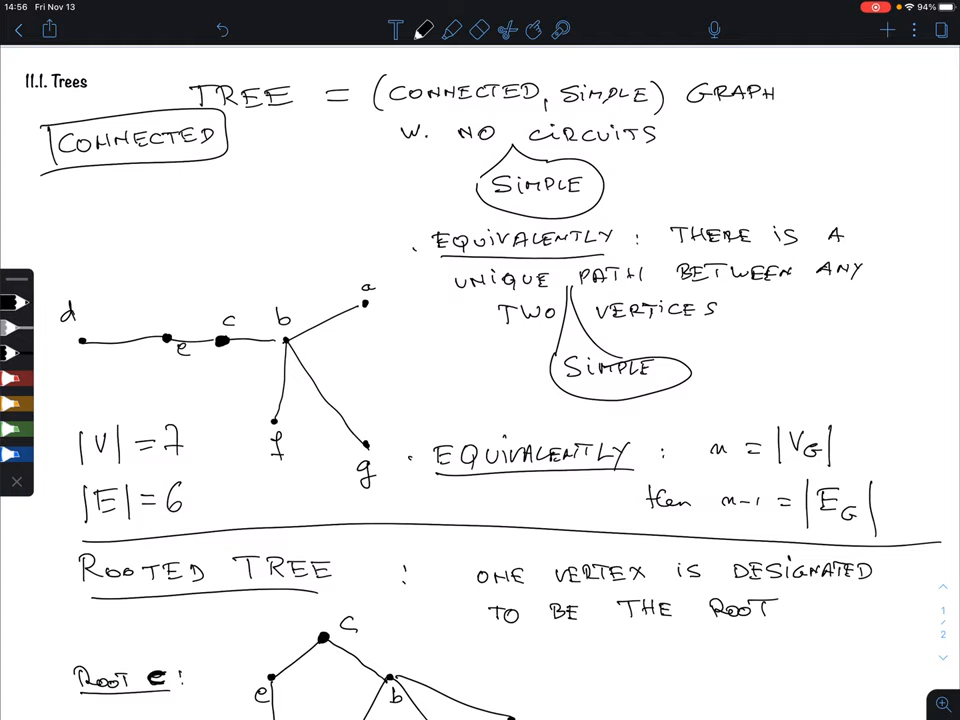 14:56 Fri Nov 13
94%
11.1. Trees
TREE = (CONNECTED, SIMPLE) GRAPH
CONNECTED
W. NO CIRCUITS
SIMPLE
. EQUIVALENTLY : THERE IS A
UNIQUE PATH BETWEEN ANY
TWO VERTICES
SIMPLE
d
e
c
b
a
f
g
|V| = 7
|E| = 6
. EQUIVALENTLY : n = |V_G|
then n-1 = |E_G|
ROOTED TREE : ONE VERTEX IS DESIGNATED
TO BE THE ROOT
ROOT C :
C
e
b
1
/
2